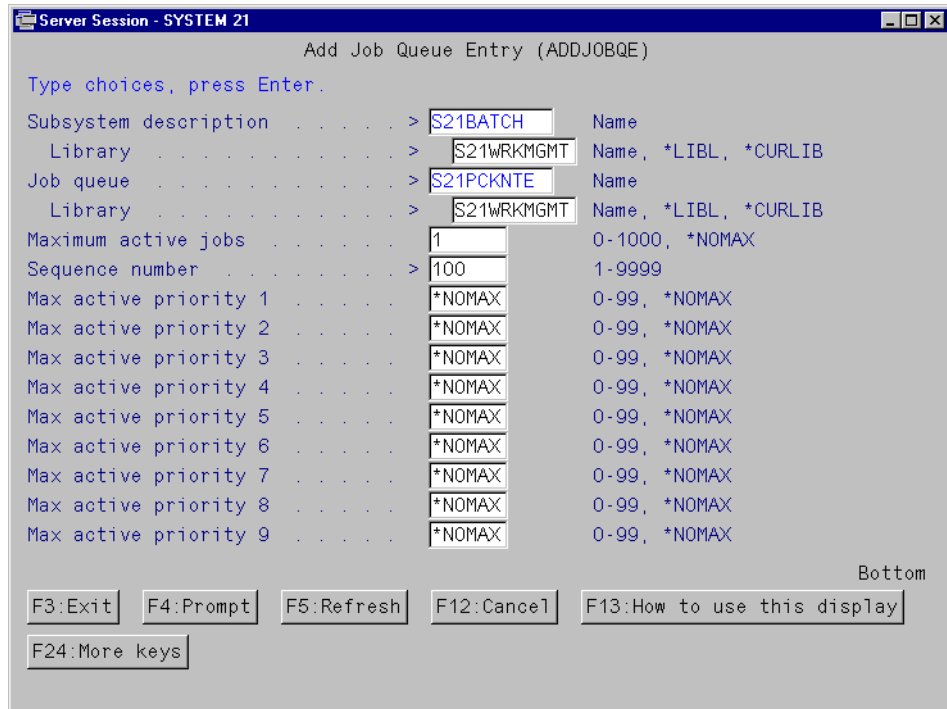 Server Session - SYSTEM 21
Add Job Queue Entry (ADDJOBQE)
Type choices, press Enter.
Subsystem description . . . . . > S21BATCH Name
Library . . . . . . . . . . . > S21WRKMGMT Name, *LIBL, *CURLIB
Job queue . . . . . . . . . . . > S21PCKNTE Name
Library . . . . . . . . . . . > S21WRKMGMT Name, *LIBL, *CURLIB
Maximum active jobs . . . . . . 1 0-1000, *NOMAX
Sequence number . . . . . . . . > 100 1-9999
Max active priority 1 . . . . . *NOMAX 0-99, *NOMAX
Max active priority 2 . . . . . *NOMAX 0-99, *NOMAX
Max active priority 3 . . . . . *NOMAX 0-99, *NOMAX
Max active priority 4 . . . . . *NOMAX 0-99, *NOMAX
Max active priority 5 . . . . . *NOMAX 0-99, *NOMAX
Max active priority 6 . . . . . *NOMAX 0-99, *NOMAX
Max active priority 7 . . . . . *NOMAX 0-99, *NOMAX
Max active priority 8 . . . . . *NOMAX 0-99, *NOMAX
Max active priority 9 . . . . . *NOMAX 0-99, *NOMAX
Bottom
F3:Exit F4:Prompt F5:Refresh F12:Cancel F13:How to use this display
F24:More keys